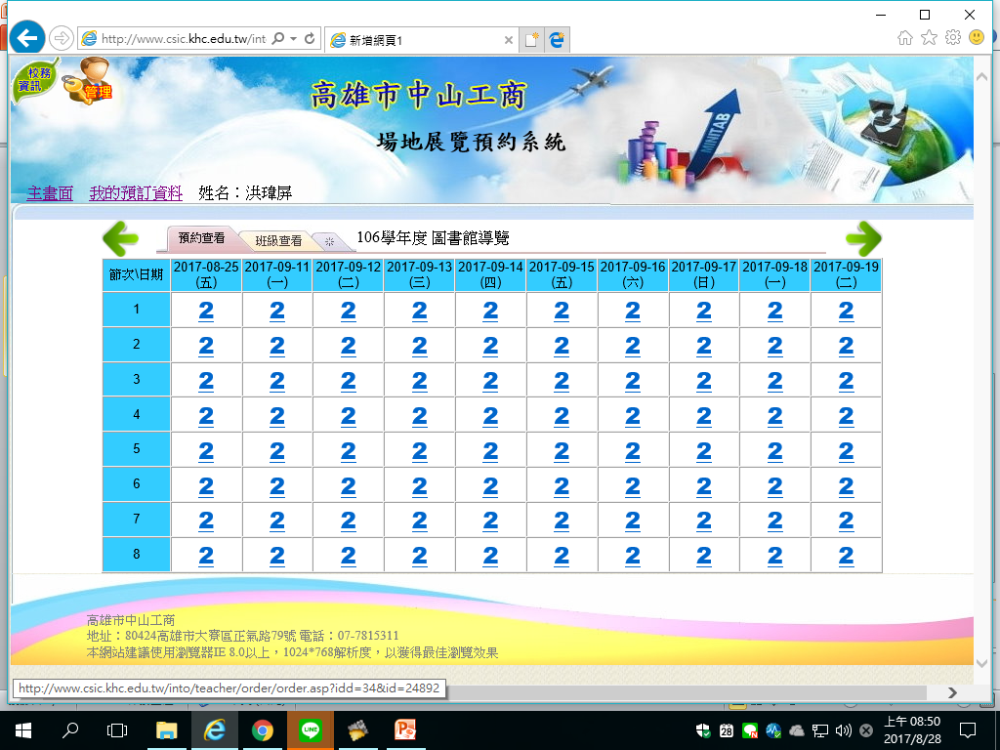 http://www.csic.khc.edu.tw/int
新增網頁1
校務
資訊
管理
高雄市中山工商
場地展覽預約系統
MINITAB
主畫面 我的預訂資料 姓名：洪瑋屏
預約查看 班級查看 ※ 106學年度 圖書館導覽
節次\日期 2017-08-25 (五) 2017-09-11 (一) 2017-09-12 (二) 2017-09-13 (三) 2017-09-14 (四) 2017-09-15 (五) 2017-09-16 (六) 2017-09-17 (日) 2017-09-18 (一) 2017-09-19 (二)
1 2 2 2 2 2 2 2 2 2 2
2 2 2 2 2 2 2 2 2 2 2
3 2 2 2 2 2 2 2 2 2 2
4 2 2 2 2 2 2 2 2 2 2
5 2 2 2 2 2 2 2 2 2 2
6 2 2 2 2 2 2 2 2 2 2
7 2 2 2 2 2 2 2 2 2 2
8 2 2 2 2 2 2 2 2 2 2
高雄市中山工商
地址：80424高雄市大寮區正氣路79號 電話：07-7815311
本網站建議使用瀏覽器IE 8.0以上，1024*768解析度，以獲得最佳瀏覽效果
http://www.csic.khc.edu.tw/into/teacher/order/order.asp?idd=34&id=24892
LINE
28
上午 08:50
2017/8/28